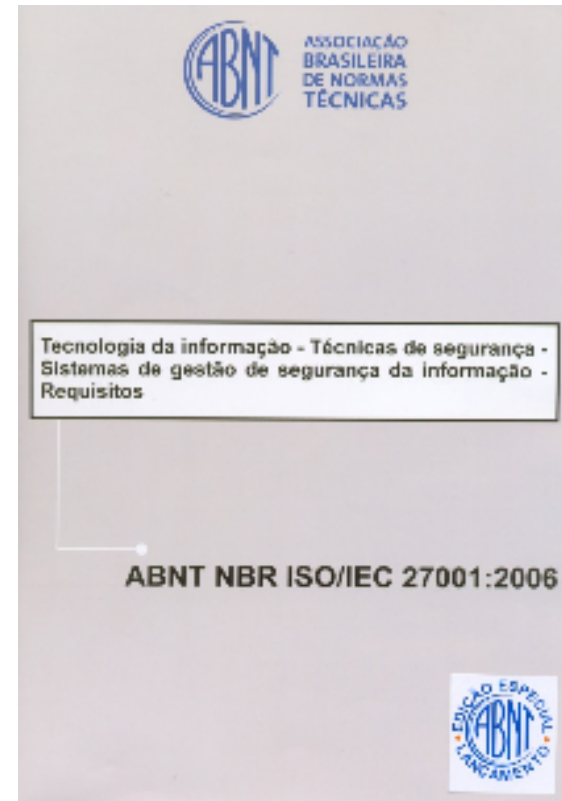 ABNT
ASSOCIAÇÃO
BRASILEIRA
DE NORMAS
TÉCNICAS
Tecnologia da informação - Técnicas de segurança -
Sistemas de gestão de segurança da informação -
Requisitos
ABNT NBR ISO/IEC 27001:2006
EDIÇÃO ESPECIAL
ABNT
LANÇAMENTO